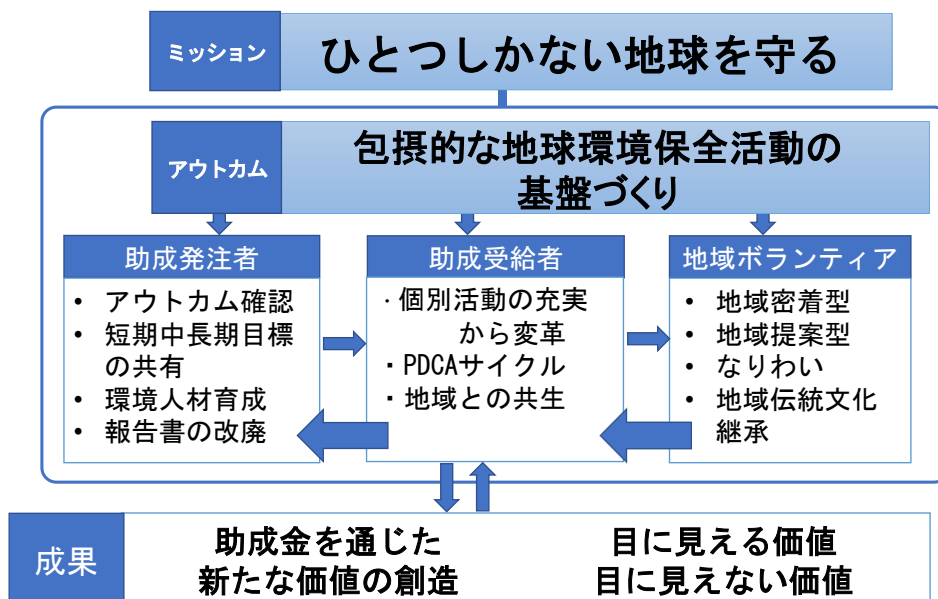 ミッション
ひとつしかない地球を守る
アウトカム
包摂的な地球環境保全活動の
基盤づくり
助成発注者
• アウトカム確認
• 短期中長期目標
の共有
• 環境人材育成
• 報告書の改廃
助成受給者
・個別活動の充実
から変革
・PDCAサイクル
・地域との共生
地域ボランティア
• 地域密着型
• 地域提案型
• なりわい
• 地域伝統文化
継承
成果
助成金を通じた
新たな価値の創造
目に見える価値
目に見えない価値